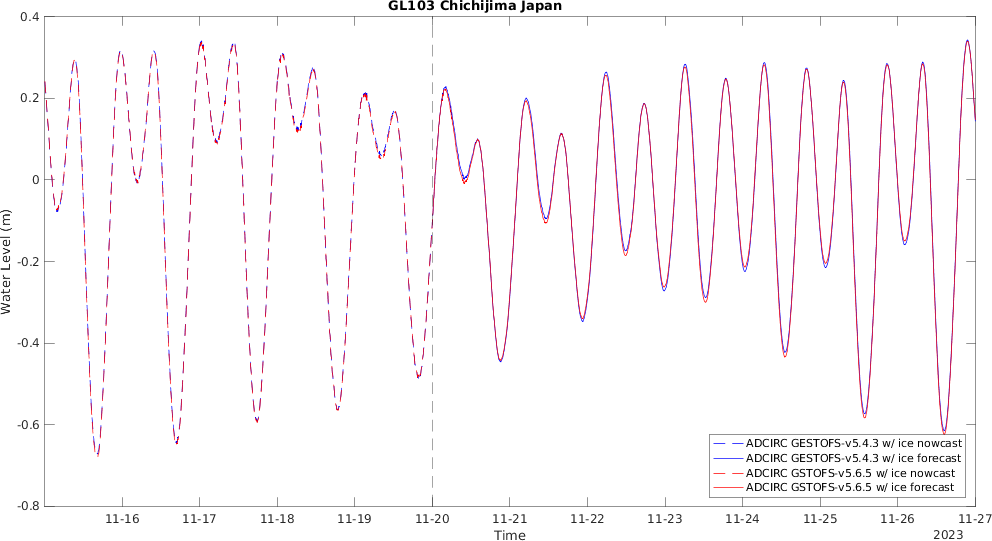 GL103 Chichijima Japan
0.4
0.2
0
-0.2
-0.4
-0.6
-0.8
Water Level (m)
ADCIRC GESTOFS-v5.4.3 w/ ice nowcast
ADCIRC GESTOFS-v5.4.3 w/ ice forecast
ADCIRC GSTOFS-v5.6.5 w/ ice nowcast
ADCIRC GSTOFS-v5.6.5 w/ ice forecast
11-16 11-17 11-18 11-19 11-20 11-21 11-22 11-23 11-24 11-25 11-26 11-27
Time
2023